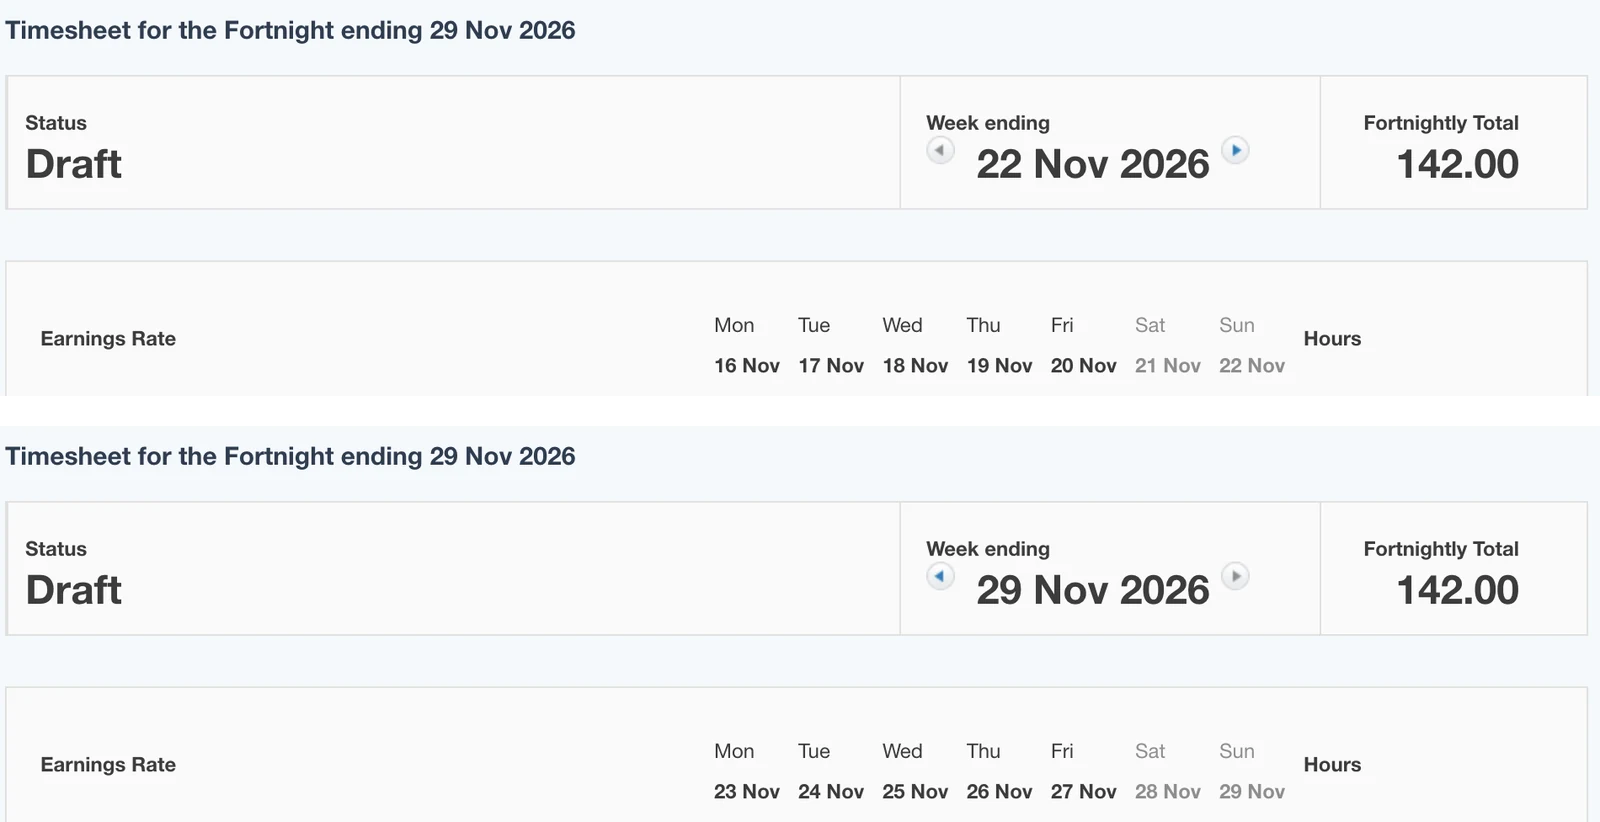 Timesheet for the Fortnight ending 29 Nov 2026
Status Week ending Fortnightly Total
Draft 22 Nov 2026 142.00
Mon Tue Wed Thu Fri Sat Sun
Earnings Rate Hours
16 Nov 17 Nov 18 Nov 19 Nov 20 Nov 21 Nov 22 Nov
Timesheet for the Fortnight ending 29 Nov 2026
Status Week ending Fortnightly Total
Draft 29 Nov 2026 142.00
Mon Tue Wed Thu Fri Sat Sun
Earnings Rate Hours
23 Nov 24 Nov 25 Nov 26 Nov 27 Nov 28 Nov 29 Nov